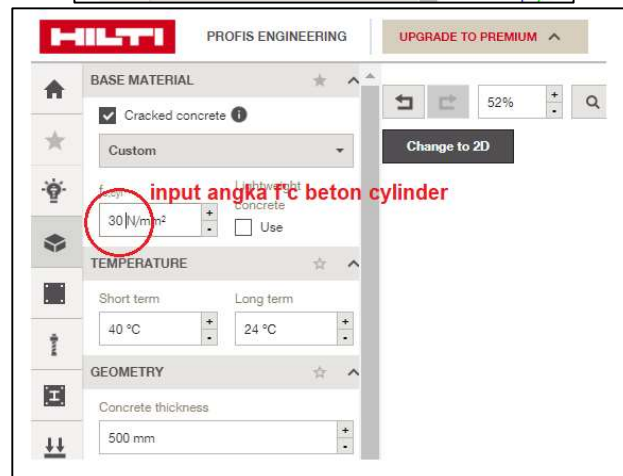 HILTI PROFIS ENGINEERING UPGRADE TO PREMIUM
BASE MATERIAL
Cracked concrete
Custom
52%
Change to 2D
Lightweight
input angka f'c beton cylinder
concrete
30 N/mm²
Use
TEMPERATURE
Short term Long term
40 °C 24 °C
GEOMETRY
Concrete thickness
500 mm